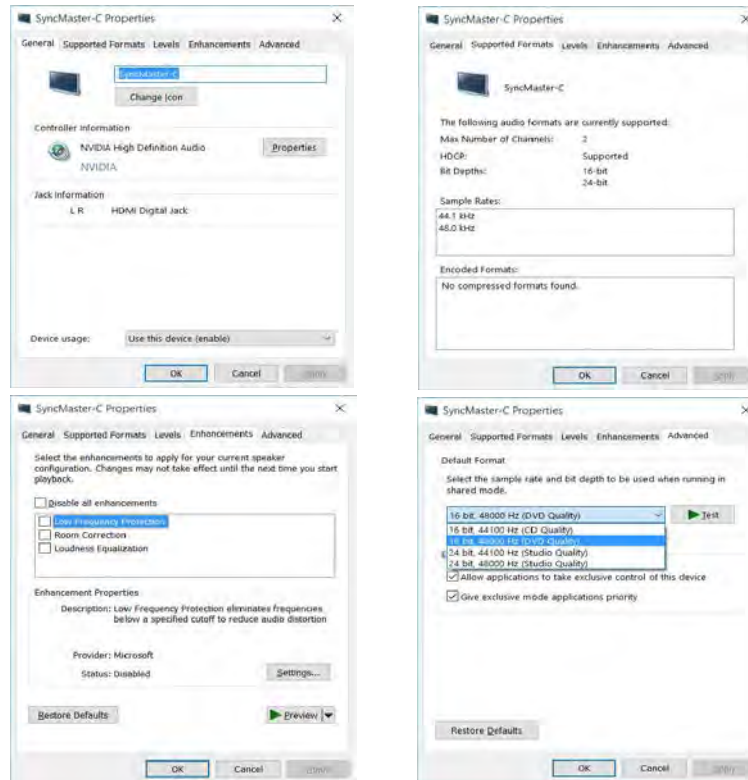 SyncMaster-C Properties
General Supported Formats Levels Enhancements Advanced
SyncMaster-C
Change Icon
Controller Information
NVIDIA High Definition Audio Properties
NVIDIA
Jack Information
L R HDMI Digital Jack
Device usage: Use this device (enable)
OK Cancel Apply
SyncMaster-C Properties
General Supported Formats Levels Enhancements Advanced
SyncMaster-C
The following audio formats are currently supported:
Max Number of Channels: 2
HDCP: Supported
Bit Depths: 16-bit
24-bit
Sample Rates:
44.1 kHz
48.0 kHz
Encoded Formats:
No compressed formats found.
OK Cancel Apply
SyncMaster-C Properties
General Supported Formats Levels Enhancements Advanced
Select the enhancements to apply for your current speaker
configuration. Changes may not take effect until the next time you start
playback.
Disable all enhancements
Low Frequency Protection
Room Correction
Loudness Equalization
Enhancement Properties
Description: Low Frequency Protection eliminates frequencies
below a specified cutoff to reduce audio distortion
Provider: Microsoft
Status: Disabled Settings...
Restore Defaults Preview
OK Cancel Apply
SyncMaster-C Properties
General Supported Formats Levels Enhancements Advanced
Default Format
Select the sample rate and bit depth to be used when running in
shared mode.
16 bit, 48000 Hz (DVD Quality) Test
16 bit, 44100 Hz (CD Quality)
16 bit, 48000 Hz (DVD Quality)
24 bit, 44100 Hz (Studio Quality)
24 bit, 48000 Hz (Studio Quality)
Allow applications to take exclusive control of this device
Give exclusive mode applications priority
Restore Defaults
OK Cancel Apply